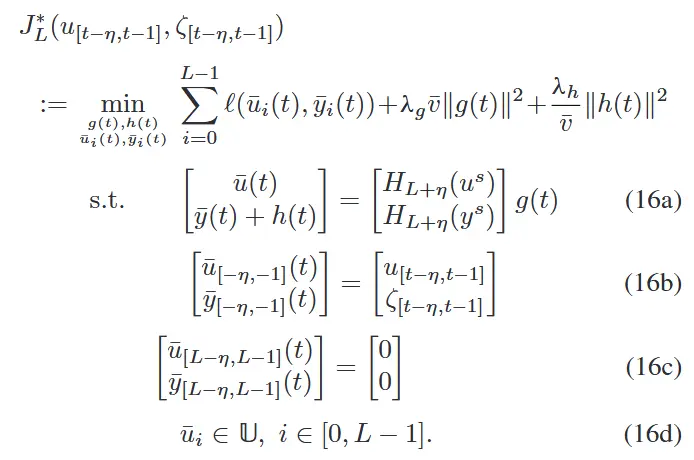 J*_L(u_{[t−η,t−1]}, ζ_{[t−η,t−1]})
:= min_{g(t),h(t) ū_i(t),ȳ_i(t)} ∑_{i=0}^{L−1} ℓ(ū_i(t), ȳ_i(t)) + λ_g v̄‖g(t)‖² + λ_h/v̄ ‖h(t)‖²
s.t. [ū(t); ȳ(t) + h(t)] = [H_{L+η}(u^s); H_{L+η}(y^s)] g(t) (16a)
[ū_{[−η,−1]}(t); ȳ_{[−η,−1]}(t)] = [u_{[t−η,t−1]}; ζ_{[t−η,t−1]}] (16b)
[ū_{[L−η,L−1]}(t); ȳ_{[L−η,L−1]}(t)] = [0; 0] (16c)
ū_i ∈ 𝕌, i ∈ [0, L − 1]. (16d)